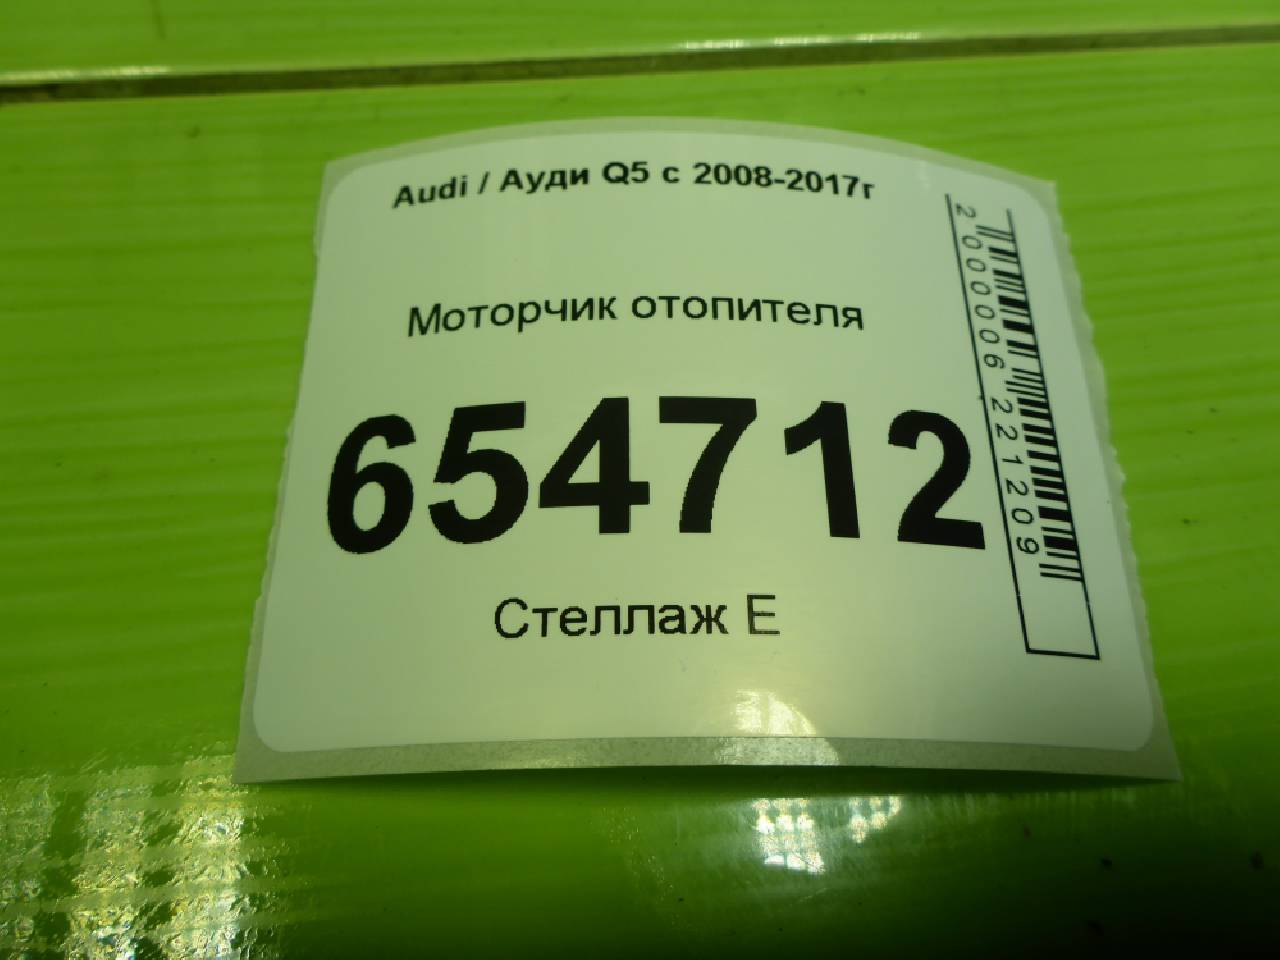 Audi / Ауди Q5 с 2008-2017г
Моторчик отопителя
654712
Стеллаж Е
2000006221209